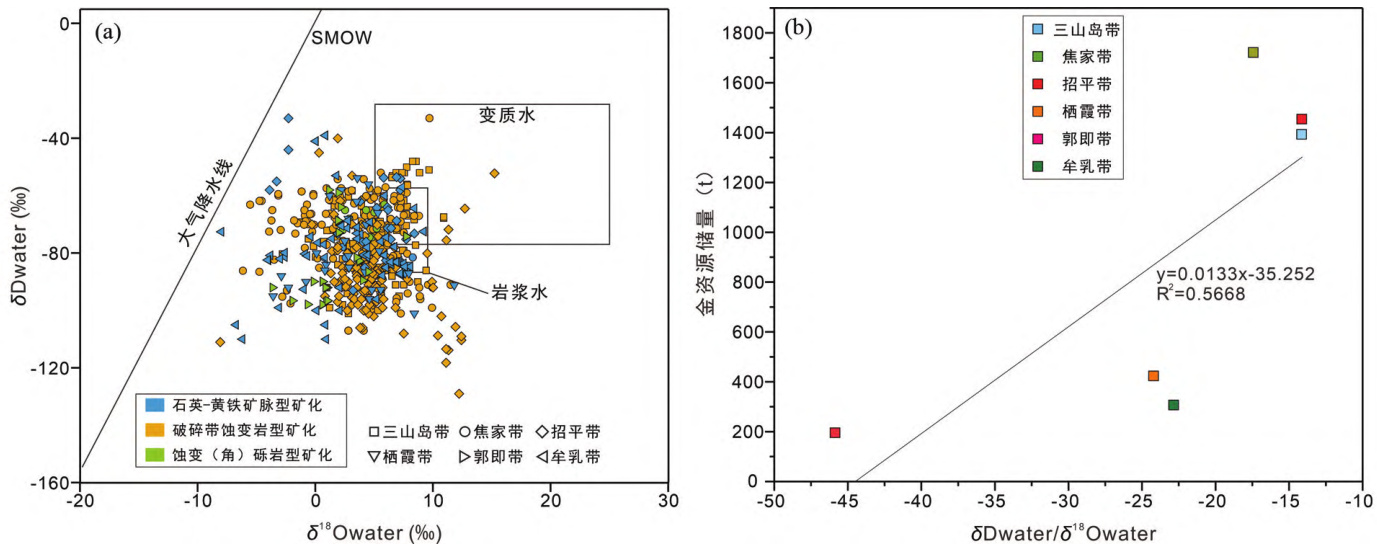 (a)
SMOW
变质水
大气降水线
岩浆水
石英-黄铁矿脉型矿化
破碎带蚀变岩型矿化
蚀变（角）砾岩型矿化
三山岛带 焦家带 招平带
栖霞带 郭即带 牟乳带
0
-40
-80
-120
-160
δDwater (‰)
-20 -10 0 10 20 30
δ¹⁸Owater (‰)
(b)
三山岛带
焦家带
招平带
栖霞带
郭即带
牟乳带
y=0.0133x-35.252
R²=0.5668
1800
1600
1400
1200
1000
800
600
400
200
0
金资源储量（t）
-50 -45 -40 -35 -30 -25 -20 -15 -10
δDwater/δ¹⁸Owater